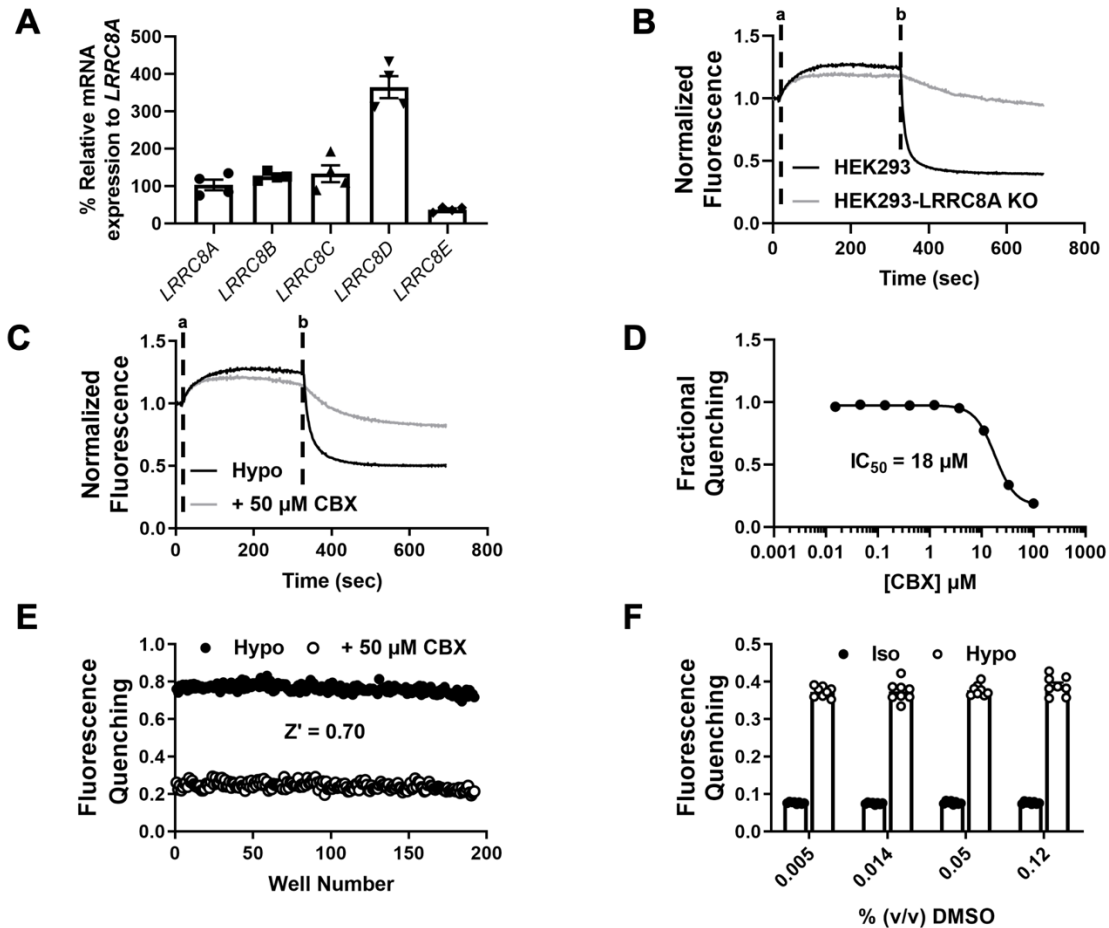 A
% Relative mRNA
expression to LRRC8A
500
400
300
200
100
0
LRRC8A
LRRC8B
LRRC8C
LRRC8D
LRRC8E
B
a
b
Normalized
Fluorescence
1.5
1.0
0.5
0.0
HEK293
HEK293-LRRC8A KO
0
200
400
600
800
Time (sec)
C
a
b
Normalized
Fluorescence
1.5
1.0
0.5
0.0
Hypo
+ 50 µM CBX
0
200
400
600
800
Time (sec)
D
Fractional
Quenching
1.5
1.0
0.5
0.0
IC50 = 18 µM
0.001
0.01
0.1
1
10
100
1000
[CBX] µM
E
Fluorescence
Quenching
1.0
0.8
0.6
0.4
0.2
0.0
Hypo
+ 50 µM CBX
Z' = 0.70
0
50
100
150
200
Well Number
F
Fluorescence
Quenching
0.5
0.4
0.3
0.2
0.1
0.0
Iso
Hypo
0.005
0.014
0.05
0.12
% (v/v) DMSO